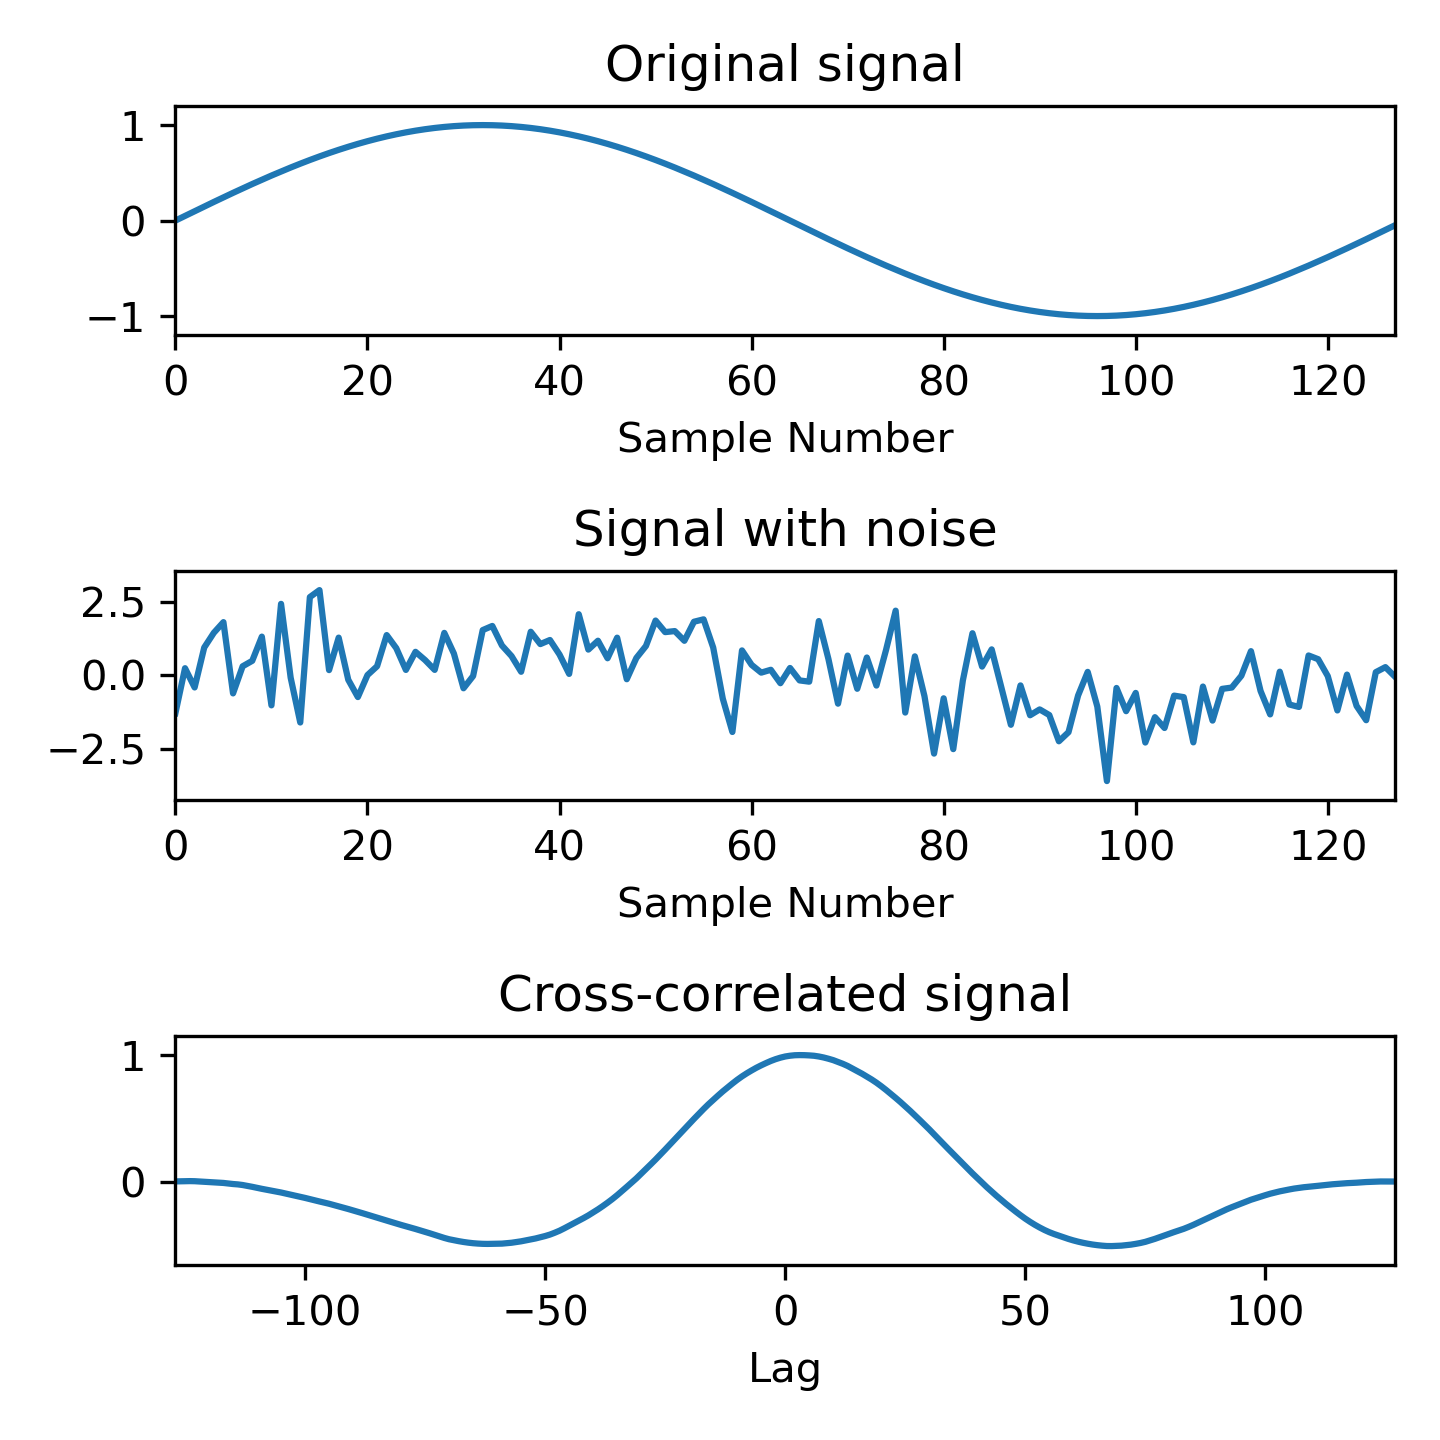 Original signal
1
0
−1
0 20 40 60 80 100 120
Sample Number
Signal with noise
2.5
0.0
−2.5
0 20 40 60 80 100 120
Sample Number
Cross-correlated signal
1
0
−100 −50 0 50 100
Lag